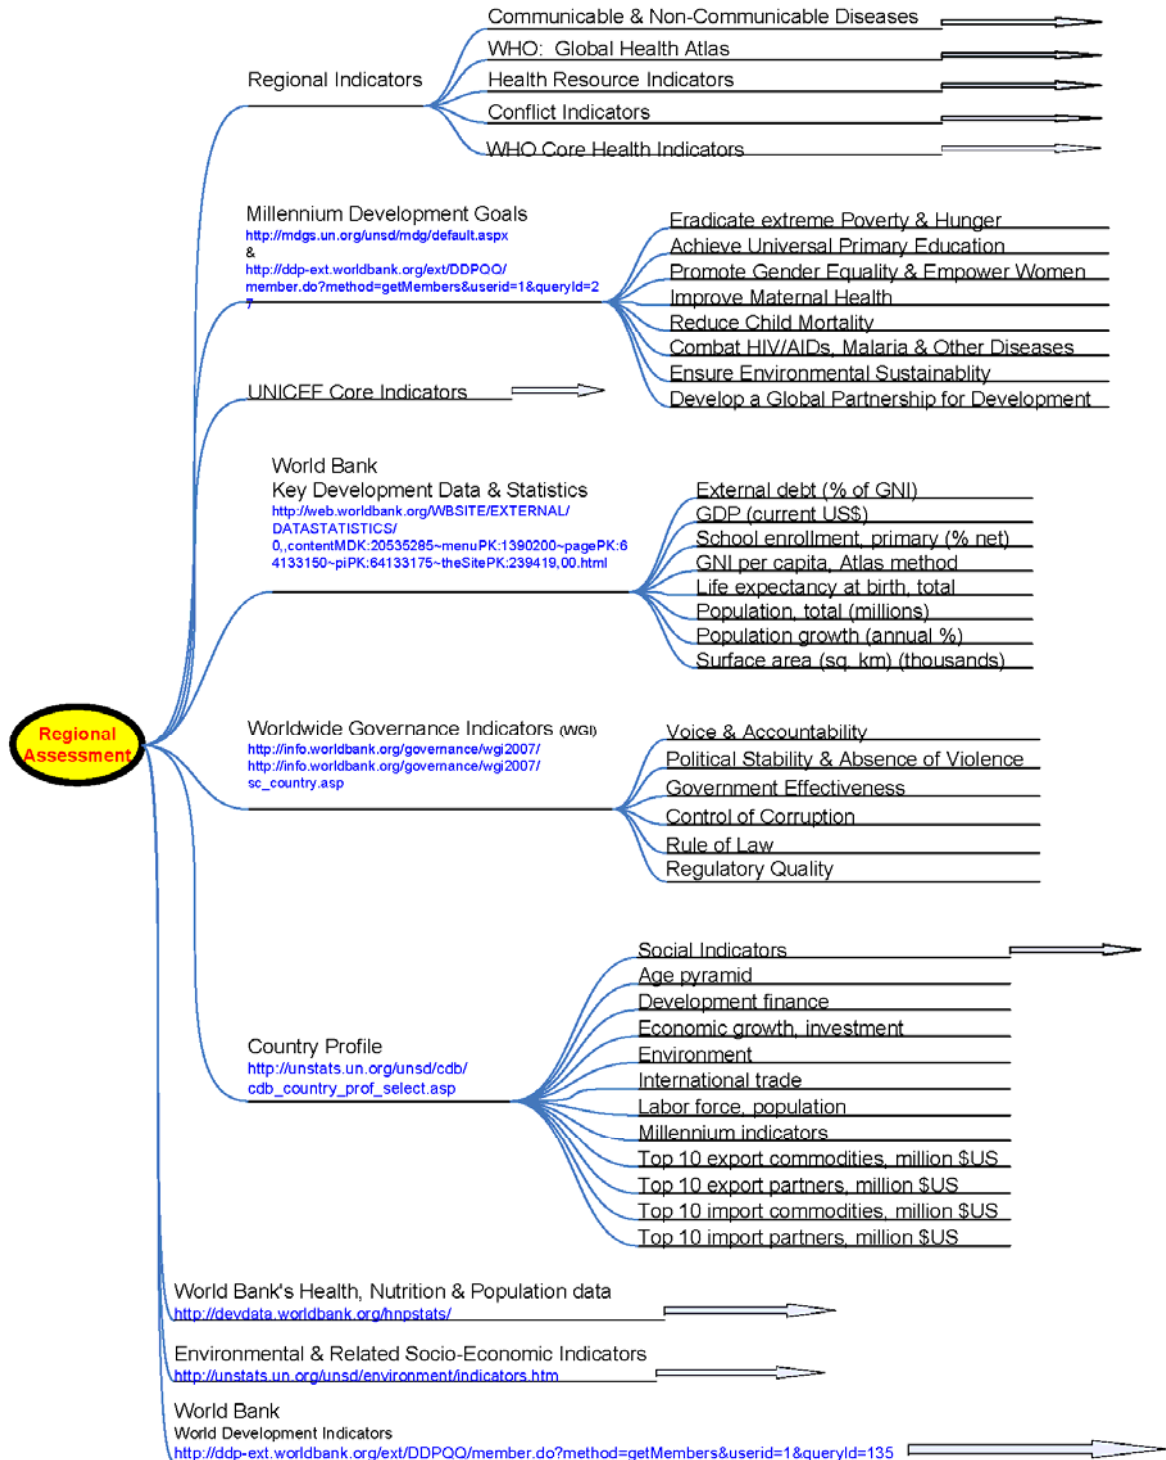 Communicable & Non-Communicable Diseases
WHO: Global Health Atlas
Regional Indicators
Health Resource Indicators
Conflict Indicators
WHO Core Health Indicators
Millennium Development Goals
http://mdgs.un.org/unsd/mdg/default.aspx
&
http://ddp-ext.worldbank.org/ext/DDPQQ/
member.do?method=getMembers&userid=1&queryId=2
7
Eradicate extreme Poverty & Hunger
Achieve Universal Primary Education
Promote Gender Equality & Empower Women
Improve Maternal Health
Reduce Child Mortality
Combat HIV/AIDs, Malaria & Other Diseases
Ensure Environmental Sustainablity
Develop a Global Partnership for Development
UNICEF Core Indicators
World Bank
Key Development Data & Statistics
http://web.worldbank.org/WBSITE/EXTERNAL/
DATASTATISTICS/
0,,contentMDK:20535285~menuPK:1390200~pagePK:6
4133150~piPK:64133175~theSitePK:239419,00.html
External debt (% of GNI)
GDP (current US$)
School enrollment, primary (% net)
GNI per capita, Atlas method
Life expectancy at birth, total
Population, total (millions)
Population growth (annual %)
Surface area (sq. km) (thousands)
Regional
Assessment
Worldwide Governance Indicators (WGI)
http://info.worldbank.org/governance/wgi2007/
http://info.worldbank.org/governance/wgi2007/
sc_country.asp
Voice & Accountability
Political Stability & Absence of Violence
Government Effectiveness
Control of Corruption
Rule of Law
Regulatory Quality
Country Profile
http://unstats.un.org/unsd/cdb/
cdb_country_prof_select.asp
Social Indicators
Age pyramid
Development finance
Economic growth, investment
Environment
International trade
Labor force, population
Millennium indicators
Top 10 export commodities, million $US
Top 10 export partners, million $US
Top 10 import commodities, million $US
Top 10 import partners, million $US
World Bank's Health, Nutrition & Population data
http://devdata.worldbank.org/hnpstats/
Environmental & Related Socio-Economic Indicators
http://unstats.un.org/unsd/environment/indicators.htm
World Bank
World Development Indicators
http://ddp-ext.worldbank.org/ext/DDPQQ/member.do?method=getMembers&userid=1&queryId=135